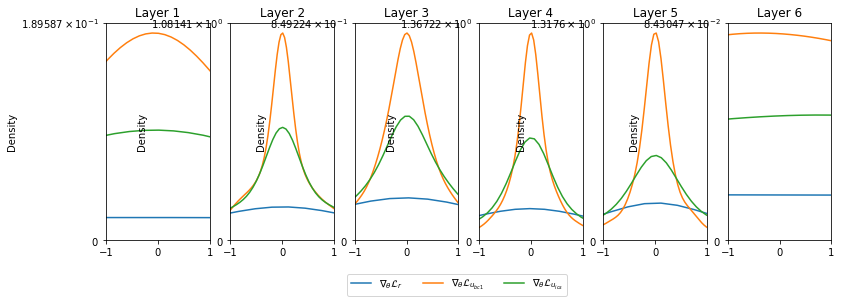 Layer 1 Layer 2 Layer 3 Layer 4 Layer 5 Layer 6
1.89587 × 10⁻¹ 1.08141 × 10⁰ 8.49224 × 10⁻¹ 1.36722 × 10⁰ 1.3176 × 10⁰ 8.43047 × 10⁻²
Density Density Density Density Density Density
0 0 0 0 0 0
−1 0 1 −1 0 1 −1 0 1 −1 0 1 −1 0 1 −1 0 1
∇θℒr ∇θℒu_bc1 ∇θℒu_ics